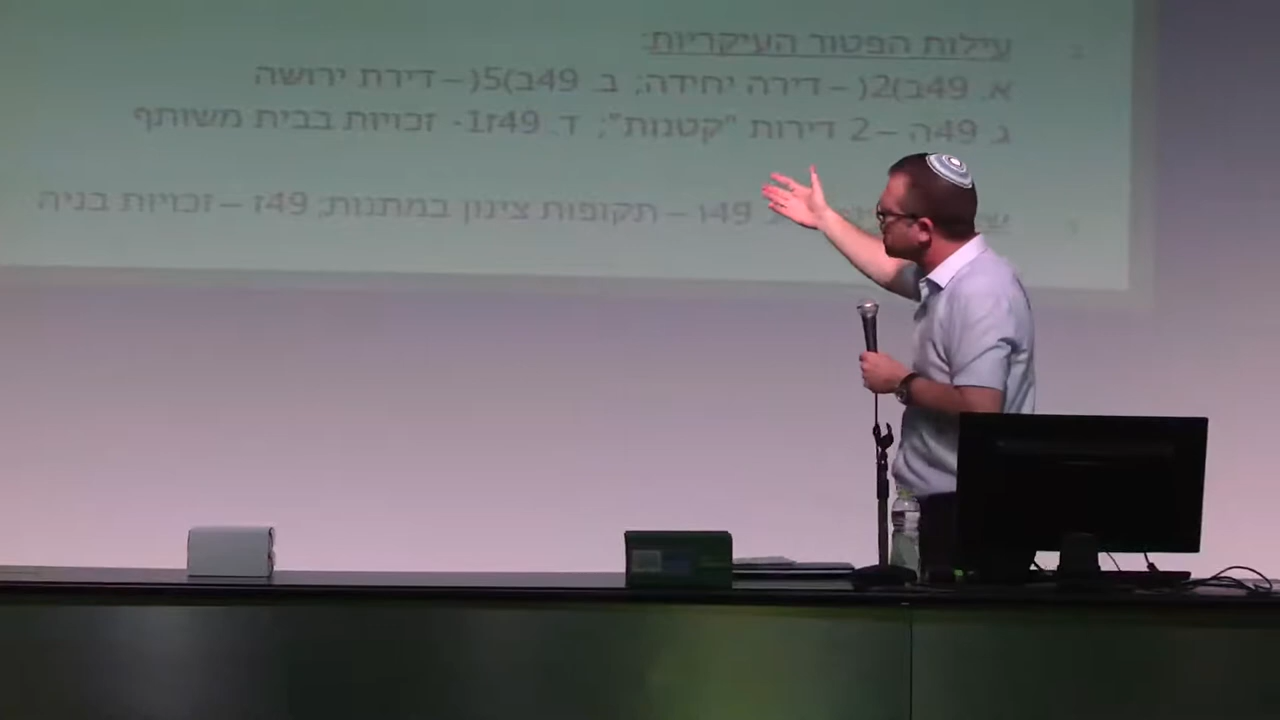 עילות הפטור העיקריות:
א. 49ב)2( – דירה יחידה; ב. 49ב)5( – דירת ירושה
ג. 49ה – 2 דירות "קטנות"; ד. 49ז1- זכויות בבית משותף
49ו – תקופות צינון במתנות; 49ז – זכויות בניה